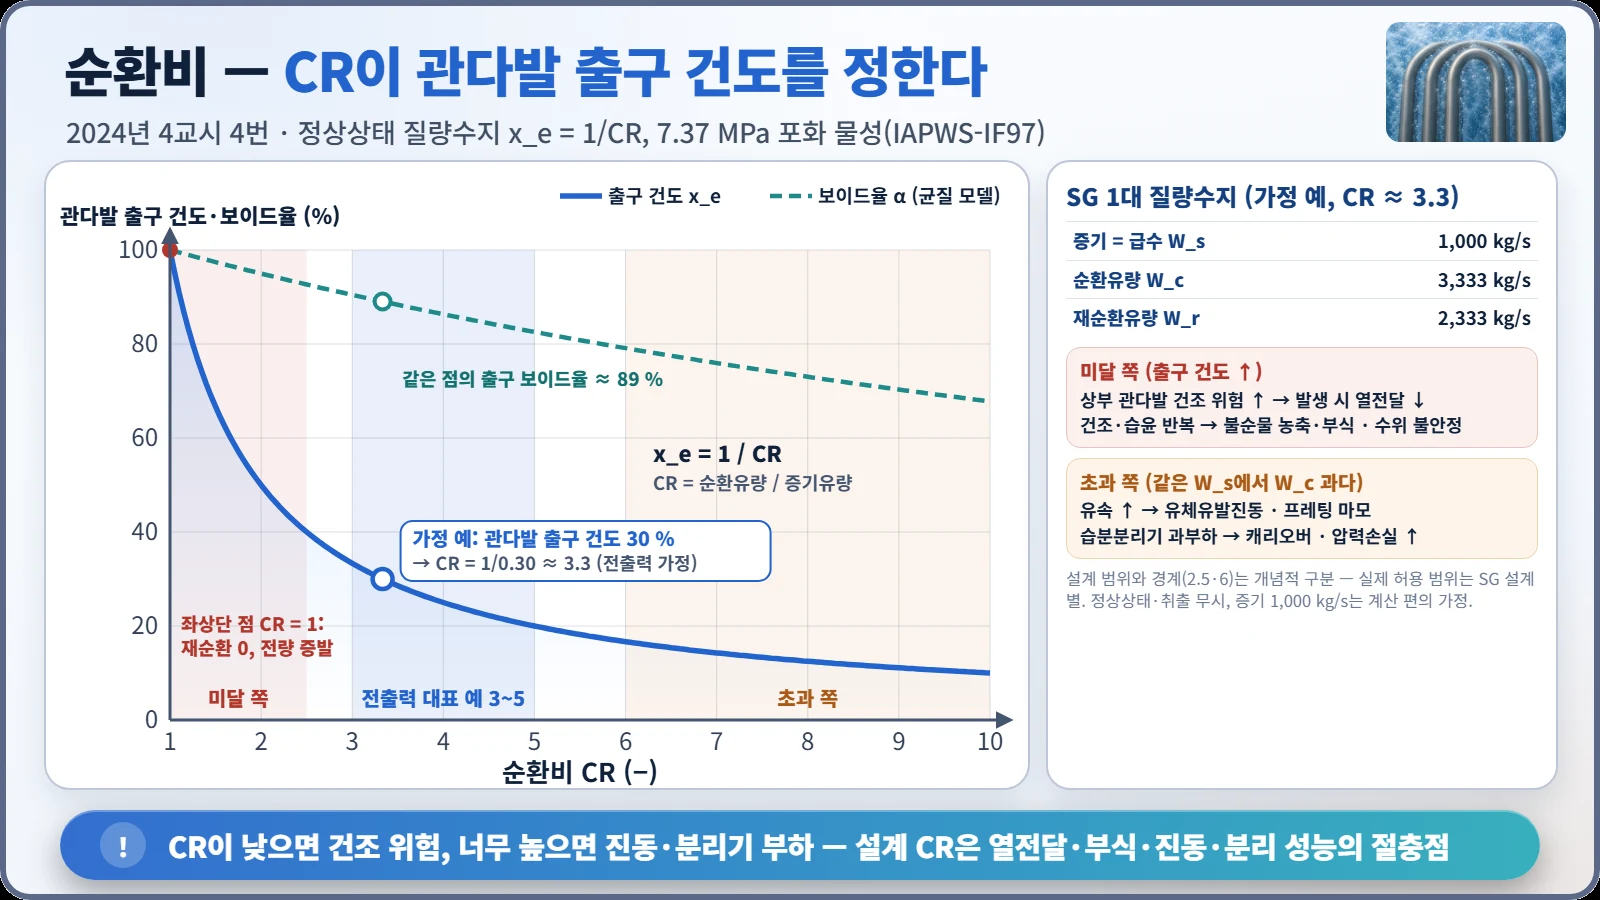 순환비 — CR이 관다발 출구 건도를 정한다
2024년 4교시 4번 · 정상상태 질량수지 x_e = 1/CR, 7.37 MPa 포화 물성(IAPWS-IF97)
출구 건도 x_e
보이드율 α (균질 모델)
관다발 출구 건도·보이드율 (%)
100
80
60
40
20
0
같은 점의 출구 보이드율 ≈ 89 %
x_e = 1 / CR
CR = 순환유량 / 증기유량
가정 예: 관다발 출구 건도 30 %
→ CR = 1/0.30 ≈ 3.3 (전출력 가정)
좌상단 점 CR = 1:
재순환 0, 전량 증발
미달 쪽
전출력 대표 예 3~5
초과 쪽
1 2 3 4 5 6 7 8 9 10
순환비 CR (−)
SG 1대 질량수지 (가정 예, CR ≈ 3.3)
증기 = 급수 W_s 1,000 kg/s
순환유량 W_c 3,333 kg/s
재순환유량 W_r 2,333 kg/s
미달 쪽 (출구 건도 ↑)
상부 관다발 건조 위험 ↑ → 발생 시 열전달 ↓
건조·습윤 반복 → 불순물 농축·부식 · 수위 불안정
초과 쪽 (같은 W_s에서 W_c 과다)
유속 ↑ → 유체유발진동 · 프레팅 마모
습분분리기 과부하 → 캐리오버 · 압력손실 ↑
설계 범위와 경계(2.5·6)는 개념적 구분 — 실제 허용 범위는 SG 설계
별. 정상상태·취출 무시, 증기 1,000 kg/s는 계산 편의 가정.
! CR이 낮으면 건조 위험, 너무 높으면 진동·분리기 부하 — 설계 CR은 열전달·부식·진동·분리 성능의 절충점